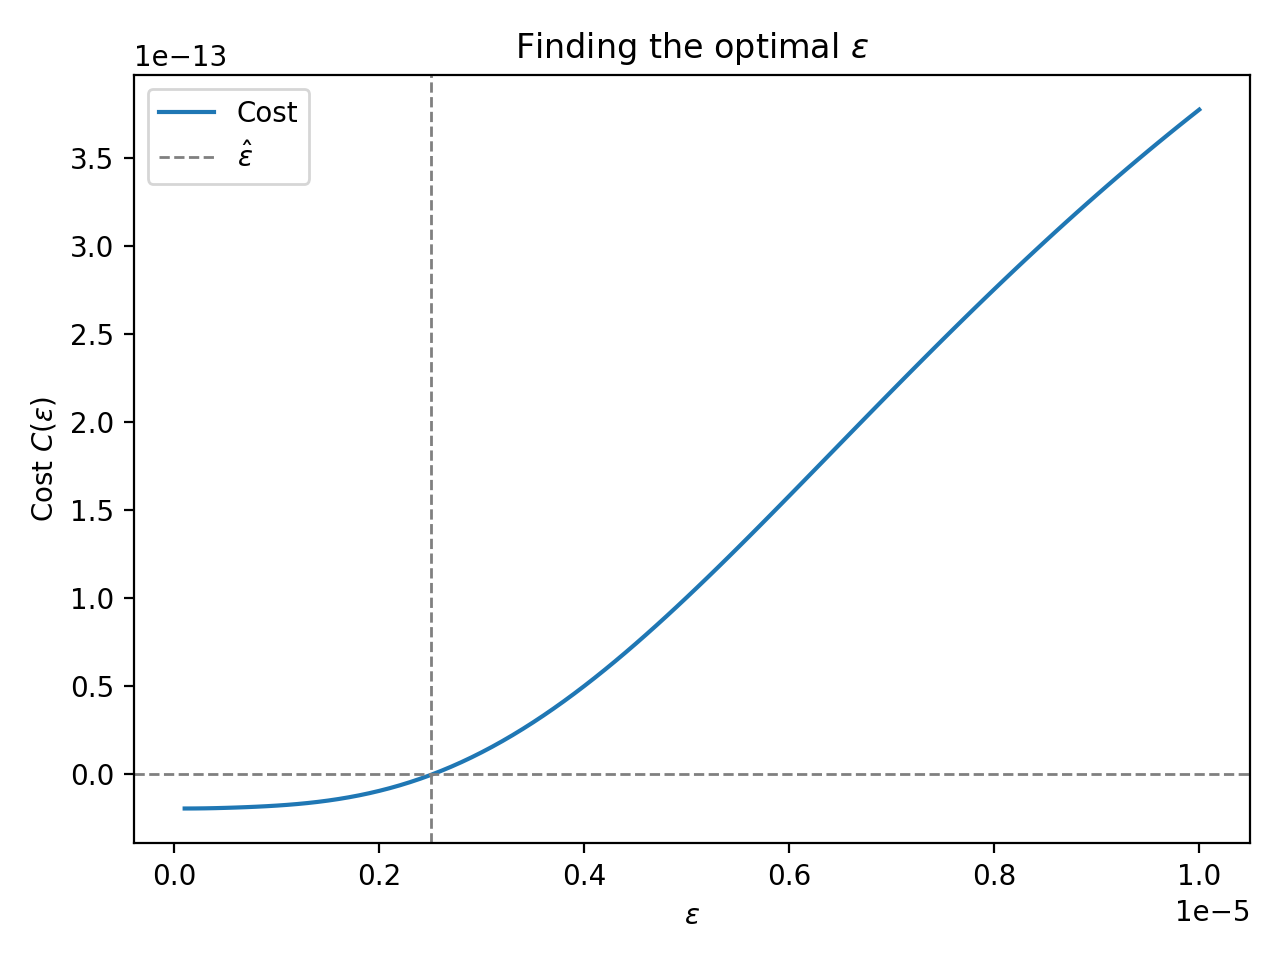 Finding the optimal ε
1e−13
Cost
ε̂
3.5
3.0
2.5
2.0
1.5
1.0
0.5
0.0
Cost C(ε)
0.0 0.2 0.4 0.6 0.8 1.0
1e−5
ε